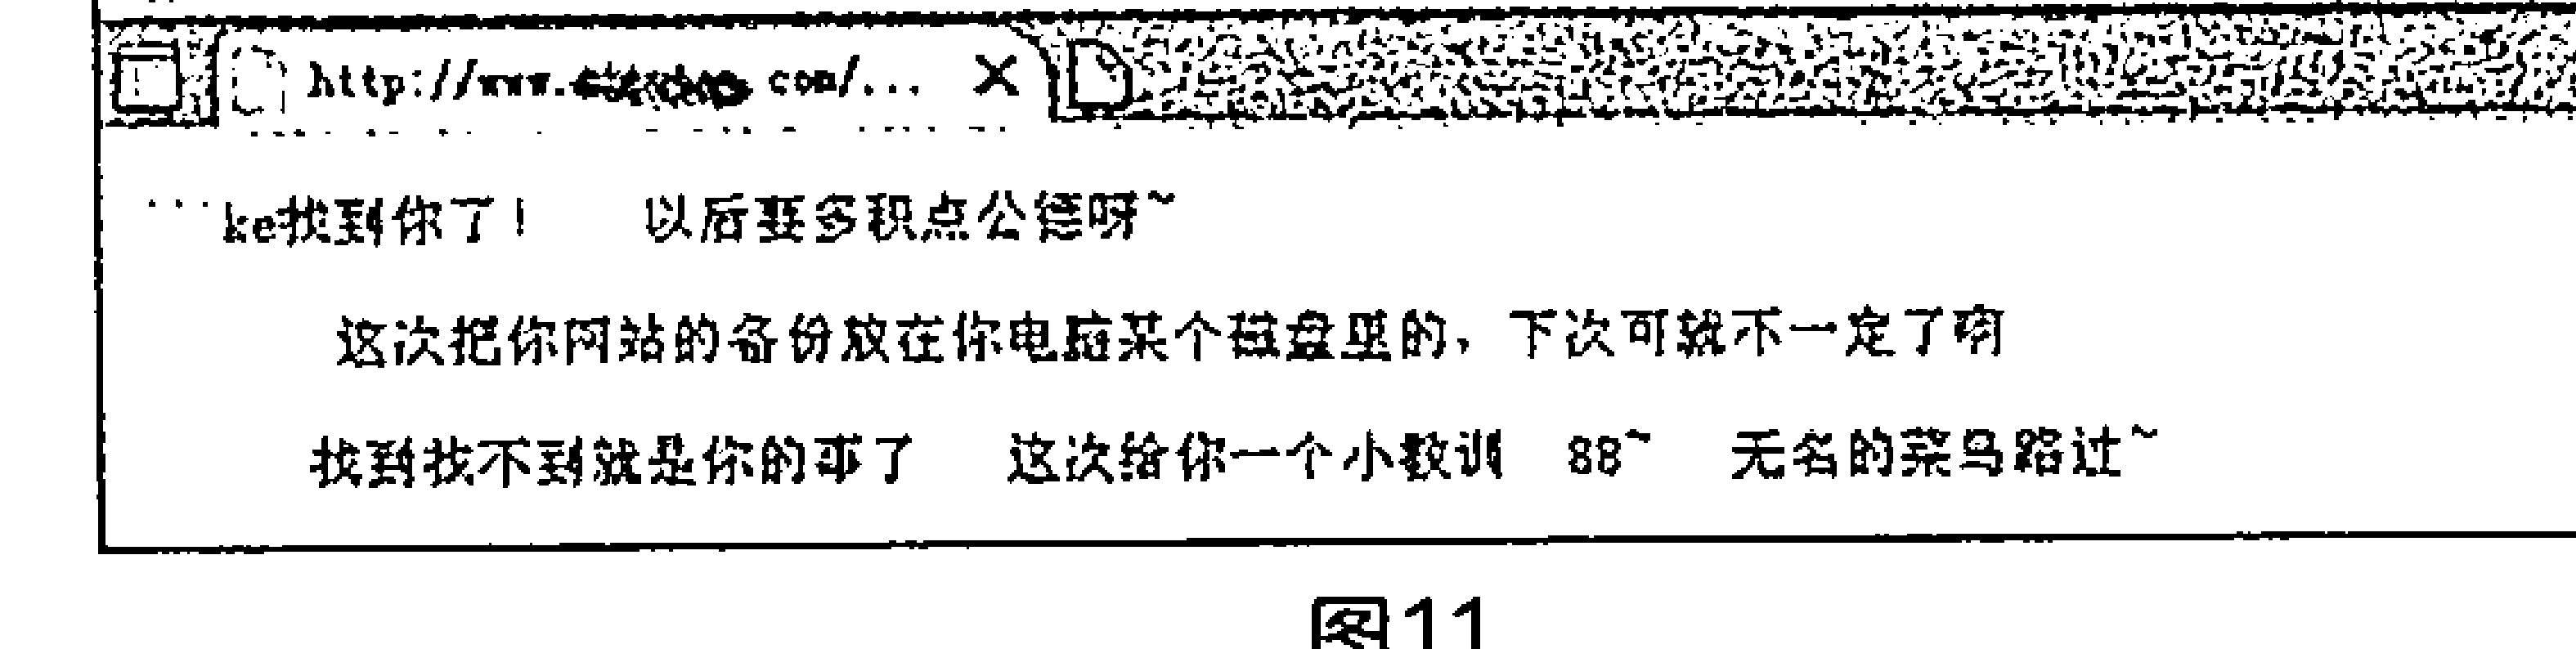 http://www. com/...
ke找到你了！ 以后要多积点公德呀~
这次把你网站的备份放在你电脑某个磁盘里的，下次可就不一定了啊
找到找不到就是你的事了 这次给你一个小教训 88~ 无名的菜鸟路过~
图11